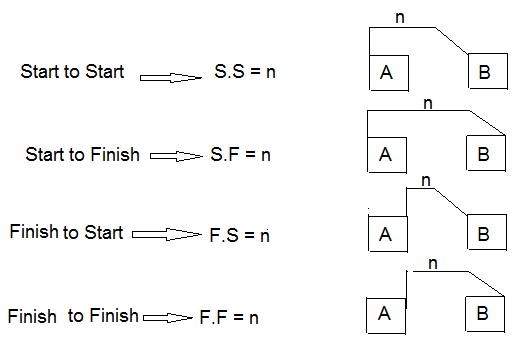 n
Start to Start S.S = n A B
n
Start to Finish S.F = n A B
n
Finish to Start F.S = n A B
n
Finish to Finish F.F = n A B